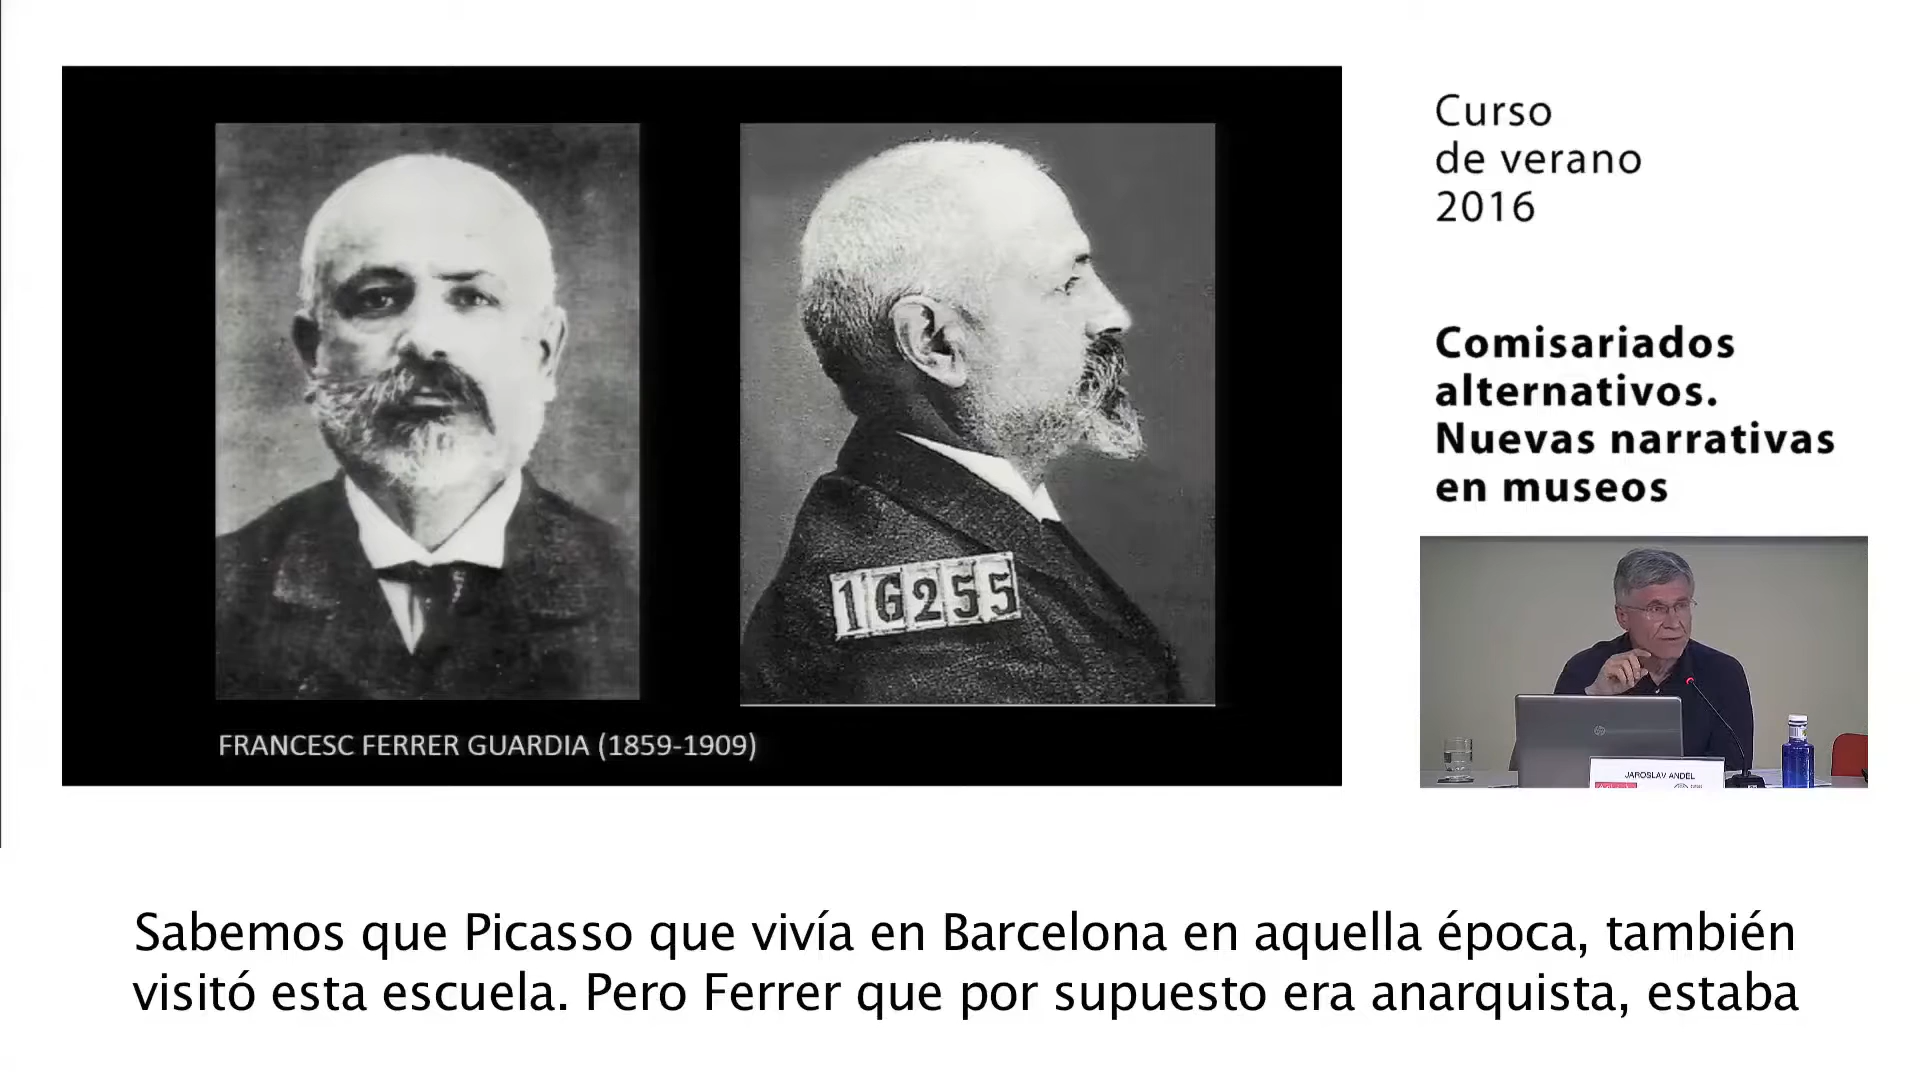 Curso
de verano
2016
Comisariados
alternativos.
Nuevas narrativas
en museos
16255
FRANCESC FERRER GUARDIA (1859-1909)
JAROSLAV ANDEL
Sabemos que Picasso que vivía en Barcelona en aquella época, también
visitó esta escuela. Pero Ferrer que por supuesto era anarquista, estaba